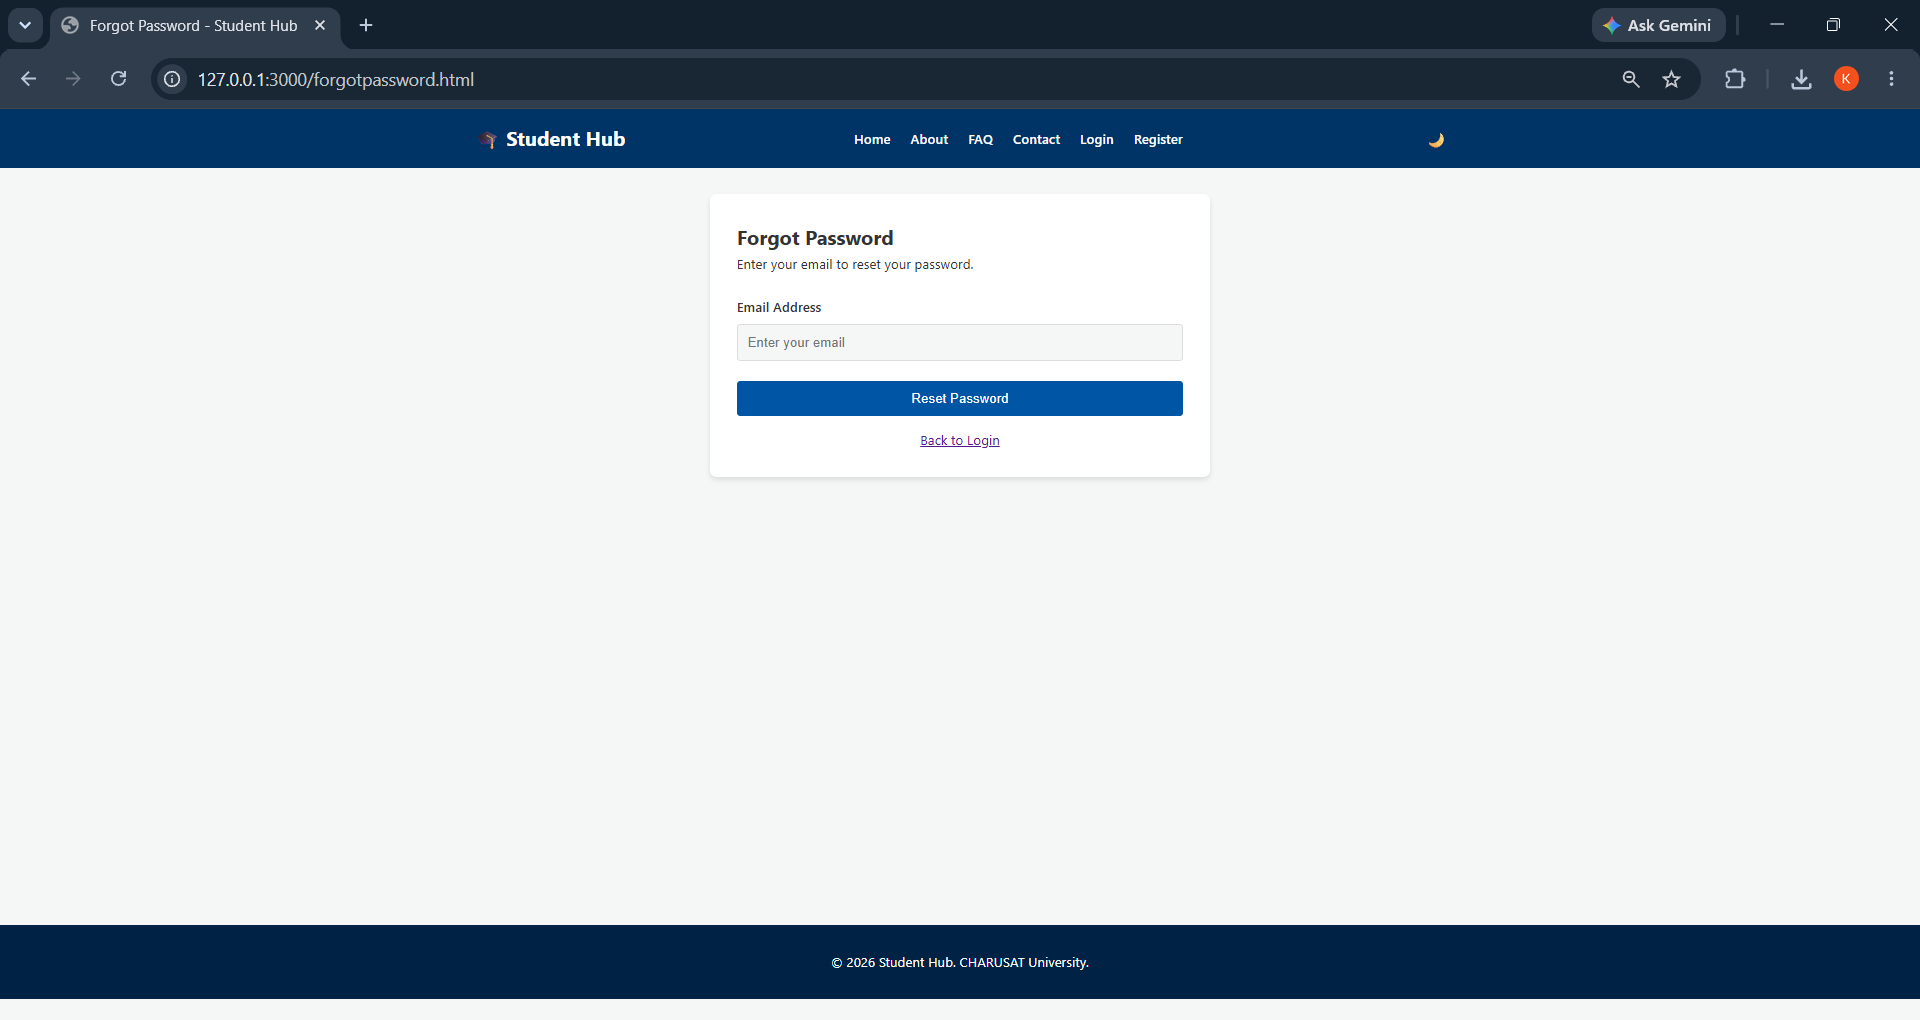 Forgot Password - Student Hub
Ask Gemini
127.0.0.1:3000/forgotpassword.html
K
Student Hub
Home About FAQ Contact Login Register
Forgot Password
Enter your email to reset your password.
Email Address
Enter your email
Reset Password
Back to Login
© 2026 Student Hub. CHARUSAT University.